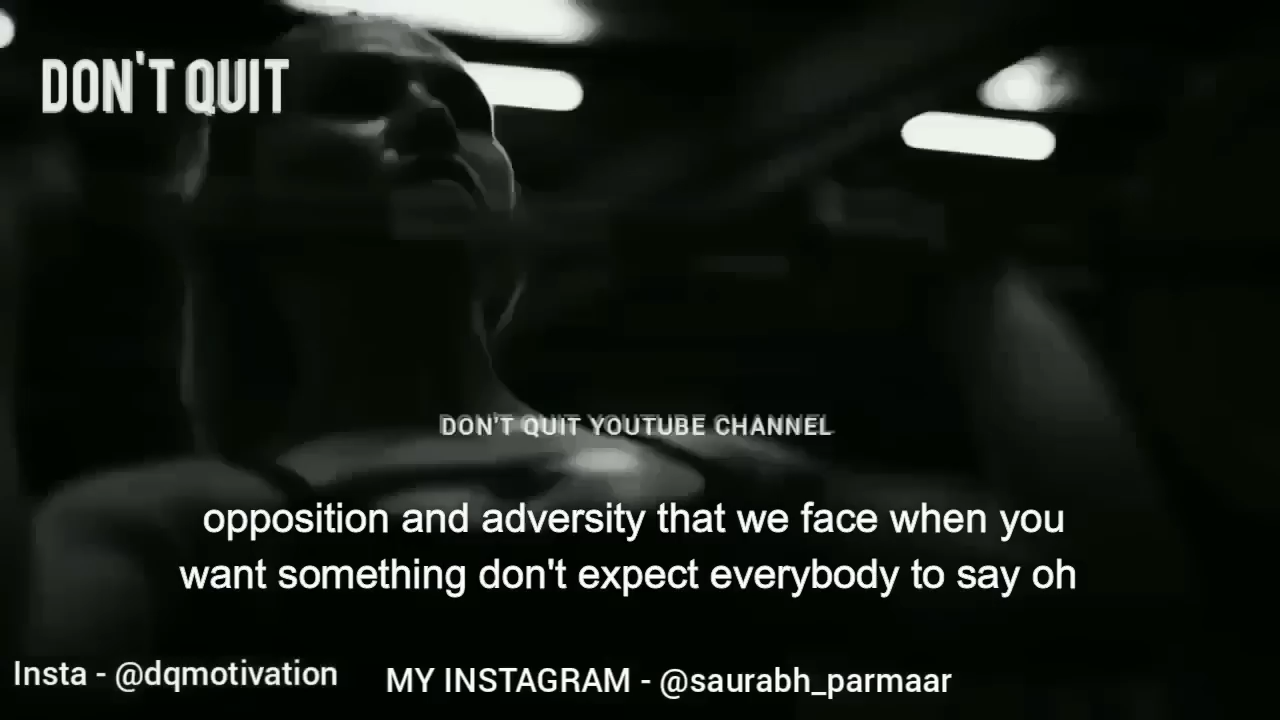 DON'T QUIT
DON'T QUIT YOUTUBE CHANNEL
opposition and adversity that we face when you
want something don't expect everybody to say oh
Insta - @dqmotivation
MY INSTAGRAM - @saurabh_parmaar